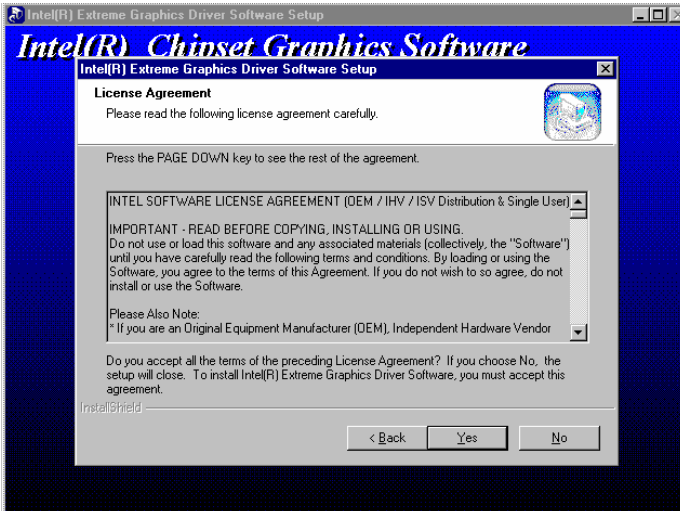 Intel(R) Extreme Graphics Driver Software Setup
Intel(R) Chipset Graphics Software
Intel(R) Extreme Graphics Driver Software Setup
License Agreement
Please read the following license agreement carefully.
Press the PAGE DOWN key to see the rest of the agreement.
INTEL SOFTWARE LICENSE AGREEMENT (OEM / IHV / ISV Distribution & Single User)
IMPORTANT - READ BEFORE COPYING, INSTALLING OR USING.
Do not use or load this software and any associated materials (collectively, the "Software")
until you have carefully read the following terms and conditions. By loading or using the
Software, you agree to the terms of this Agreement. If you do not wish to so agree, do not
install or use the Software.
Please Also Note:
* If you are an Original Equipment Manufacturer (OEM), Independent Hardware Vendor
Do you accept all the terms of the preceding License Agreement? If you choose No, the
setup will close. To install Intel(R) Extreme Graphics Driver Software, you must accept this
agreement.
InstallShield
< Back
Yes
No